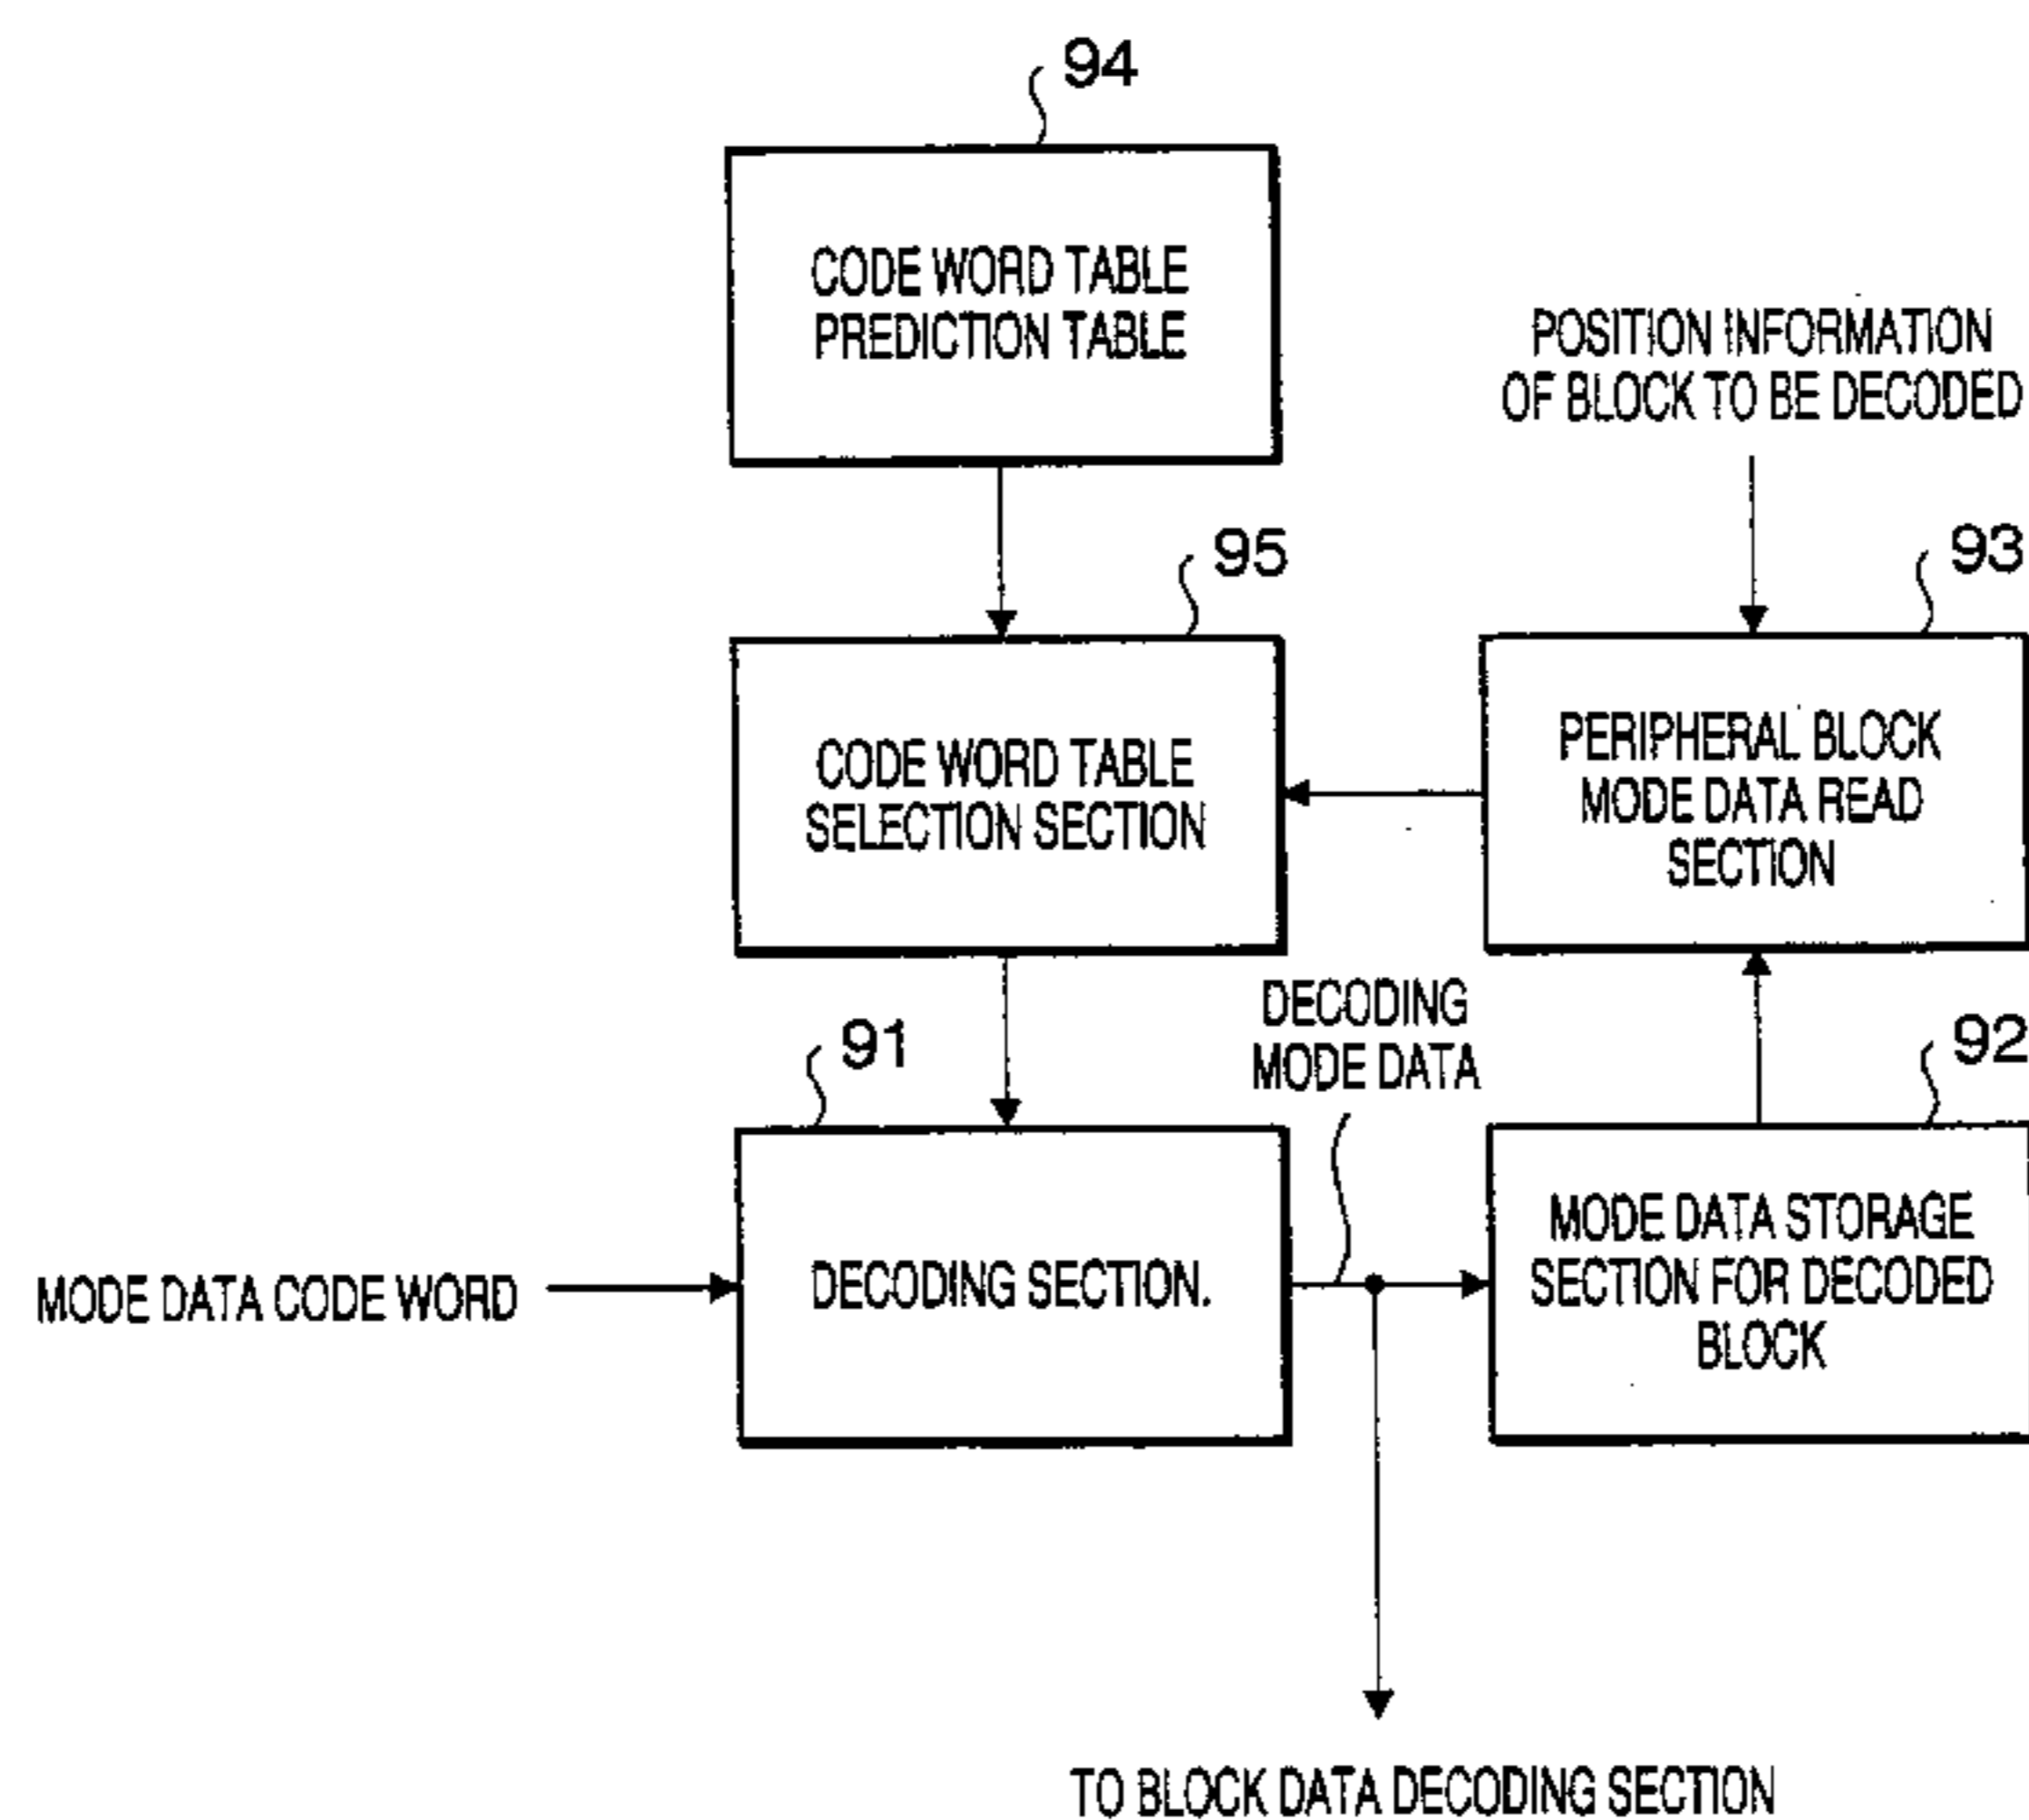 94
CODE WORD TABLE
PREDICTION TABLE
POSITION INFORMATION
OF BLOCK TO BE DECODED
95
93
CODE WORD TABLE
SELECTION SECTION
PERIPHERAL BLOCK
MODE DATA READ
SECTION
DECODING
MODE DATA
91
92
MODE DATA CODE WORD
DECODING SECTION.
MODE DATA STORAGE
SECTION FOR DECODED
BLOCK
TO BLOCK DATA DECODING SECTION